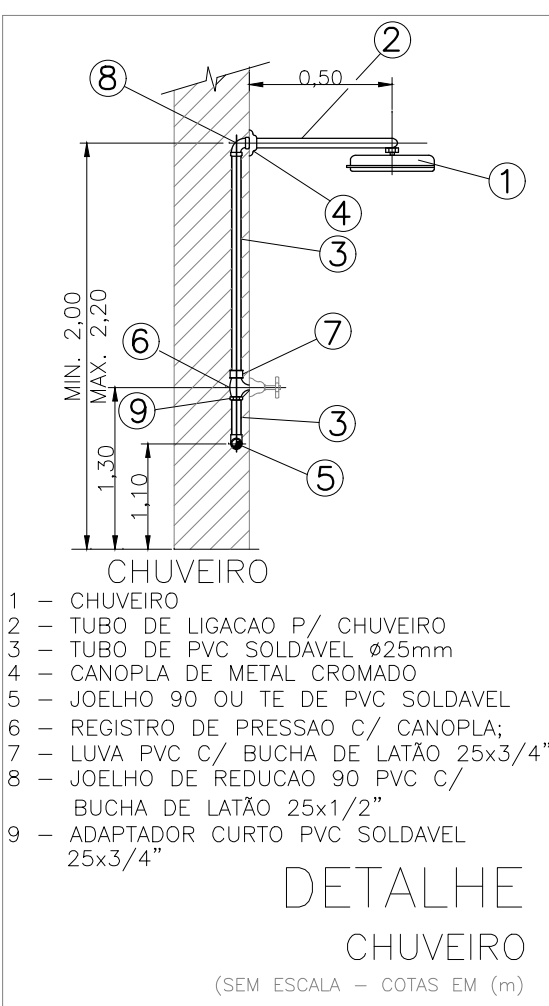 2
0,50
8
1
4
3
MIN. 2,00
MAX. 2,20
7
6
9
3
1,30
5
1,10
CHUVEIRO
1 – CHUVEIRO
2 – TUBO DE LIGACAO P/ CHUVEIRO
3 – TUBO DE PVC SOLDÁVEL ø25mm
4 – CANOPLA DE METAL CROMADO
5 – JOELHO 90 OU TE DE PVC SOLDAVEL
6 – REGISTRO DE PRESSAO C/ CANOPLA;
7 – LUVA PVC C/ BUCHA DE LATÃO 25x3/4”
8 – JOELHO DE REDUCAO 90 PVC C/
BUCHA DE LATÃO 25x1/2”
9 – ADAPTADOR CURTO PVC SOLDAVEL
25x3/4”
DETALHE
CHUVEIRO
(SEM ESCALA – COTAS EM (m)